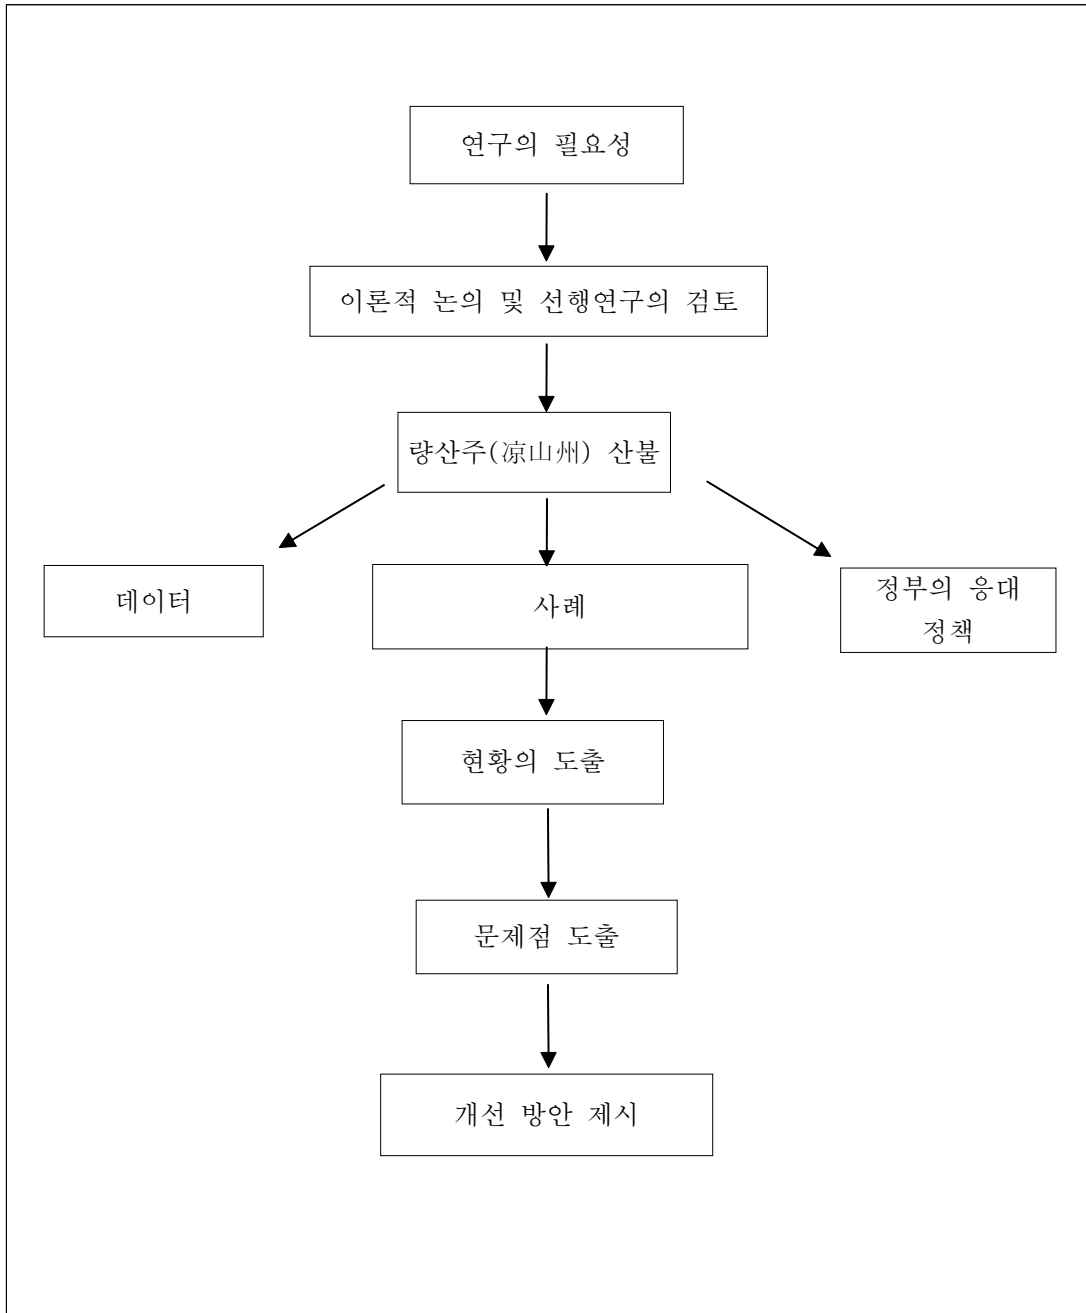 연구의 필요성
이론적 논의 및 선행연구의 검토
량산주(凉山州) 산불
데이터
사례
정부의 응대
정책
현황의 도출
문제점 도출
개선 방안 제시